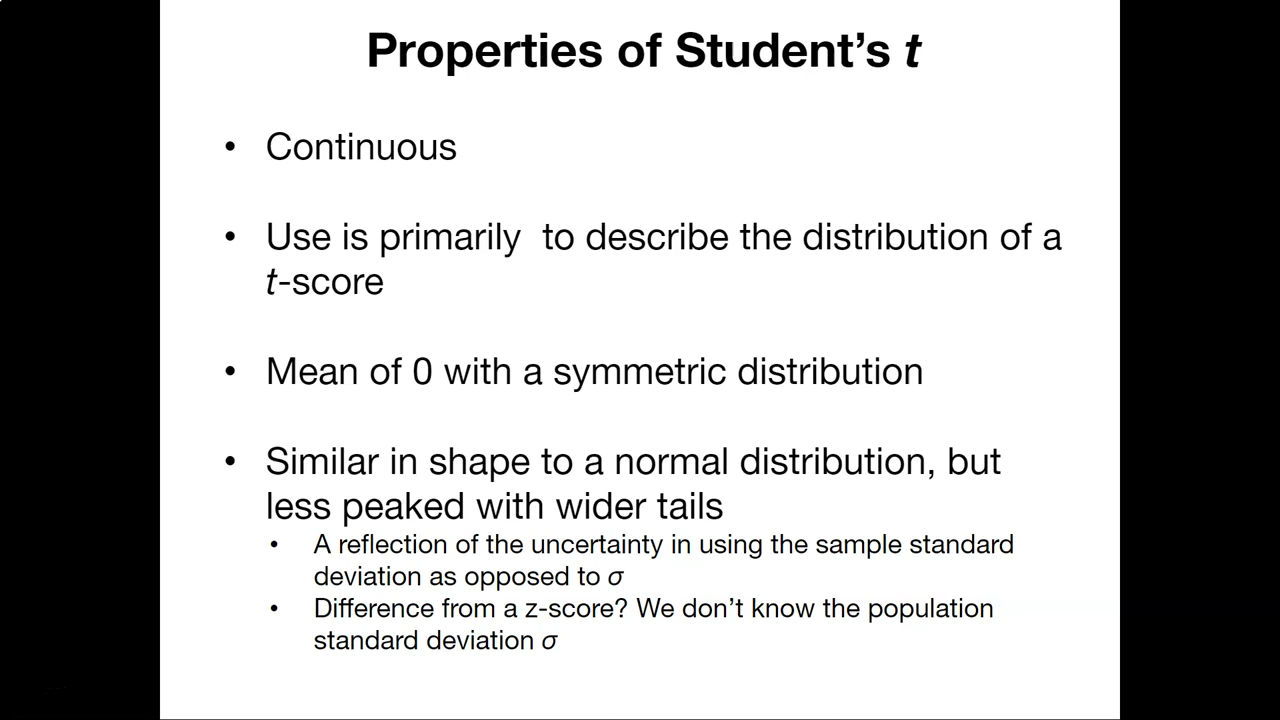 Properties of Student’s t
• Continuous
• Use is primarily  to describe the distribution of a
t-score
• Mean of 0 with a symmetric distribution
• Similar in shape to a normal distribution, but
less peaked with wider tails
• A reflection of the uncertainty in using the sample standard
deviation as opposed to σ
• Difference from a z-score? We don’t know the population
standard deviation σ